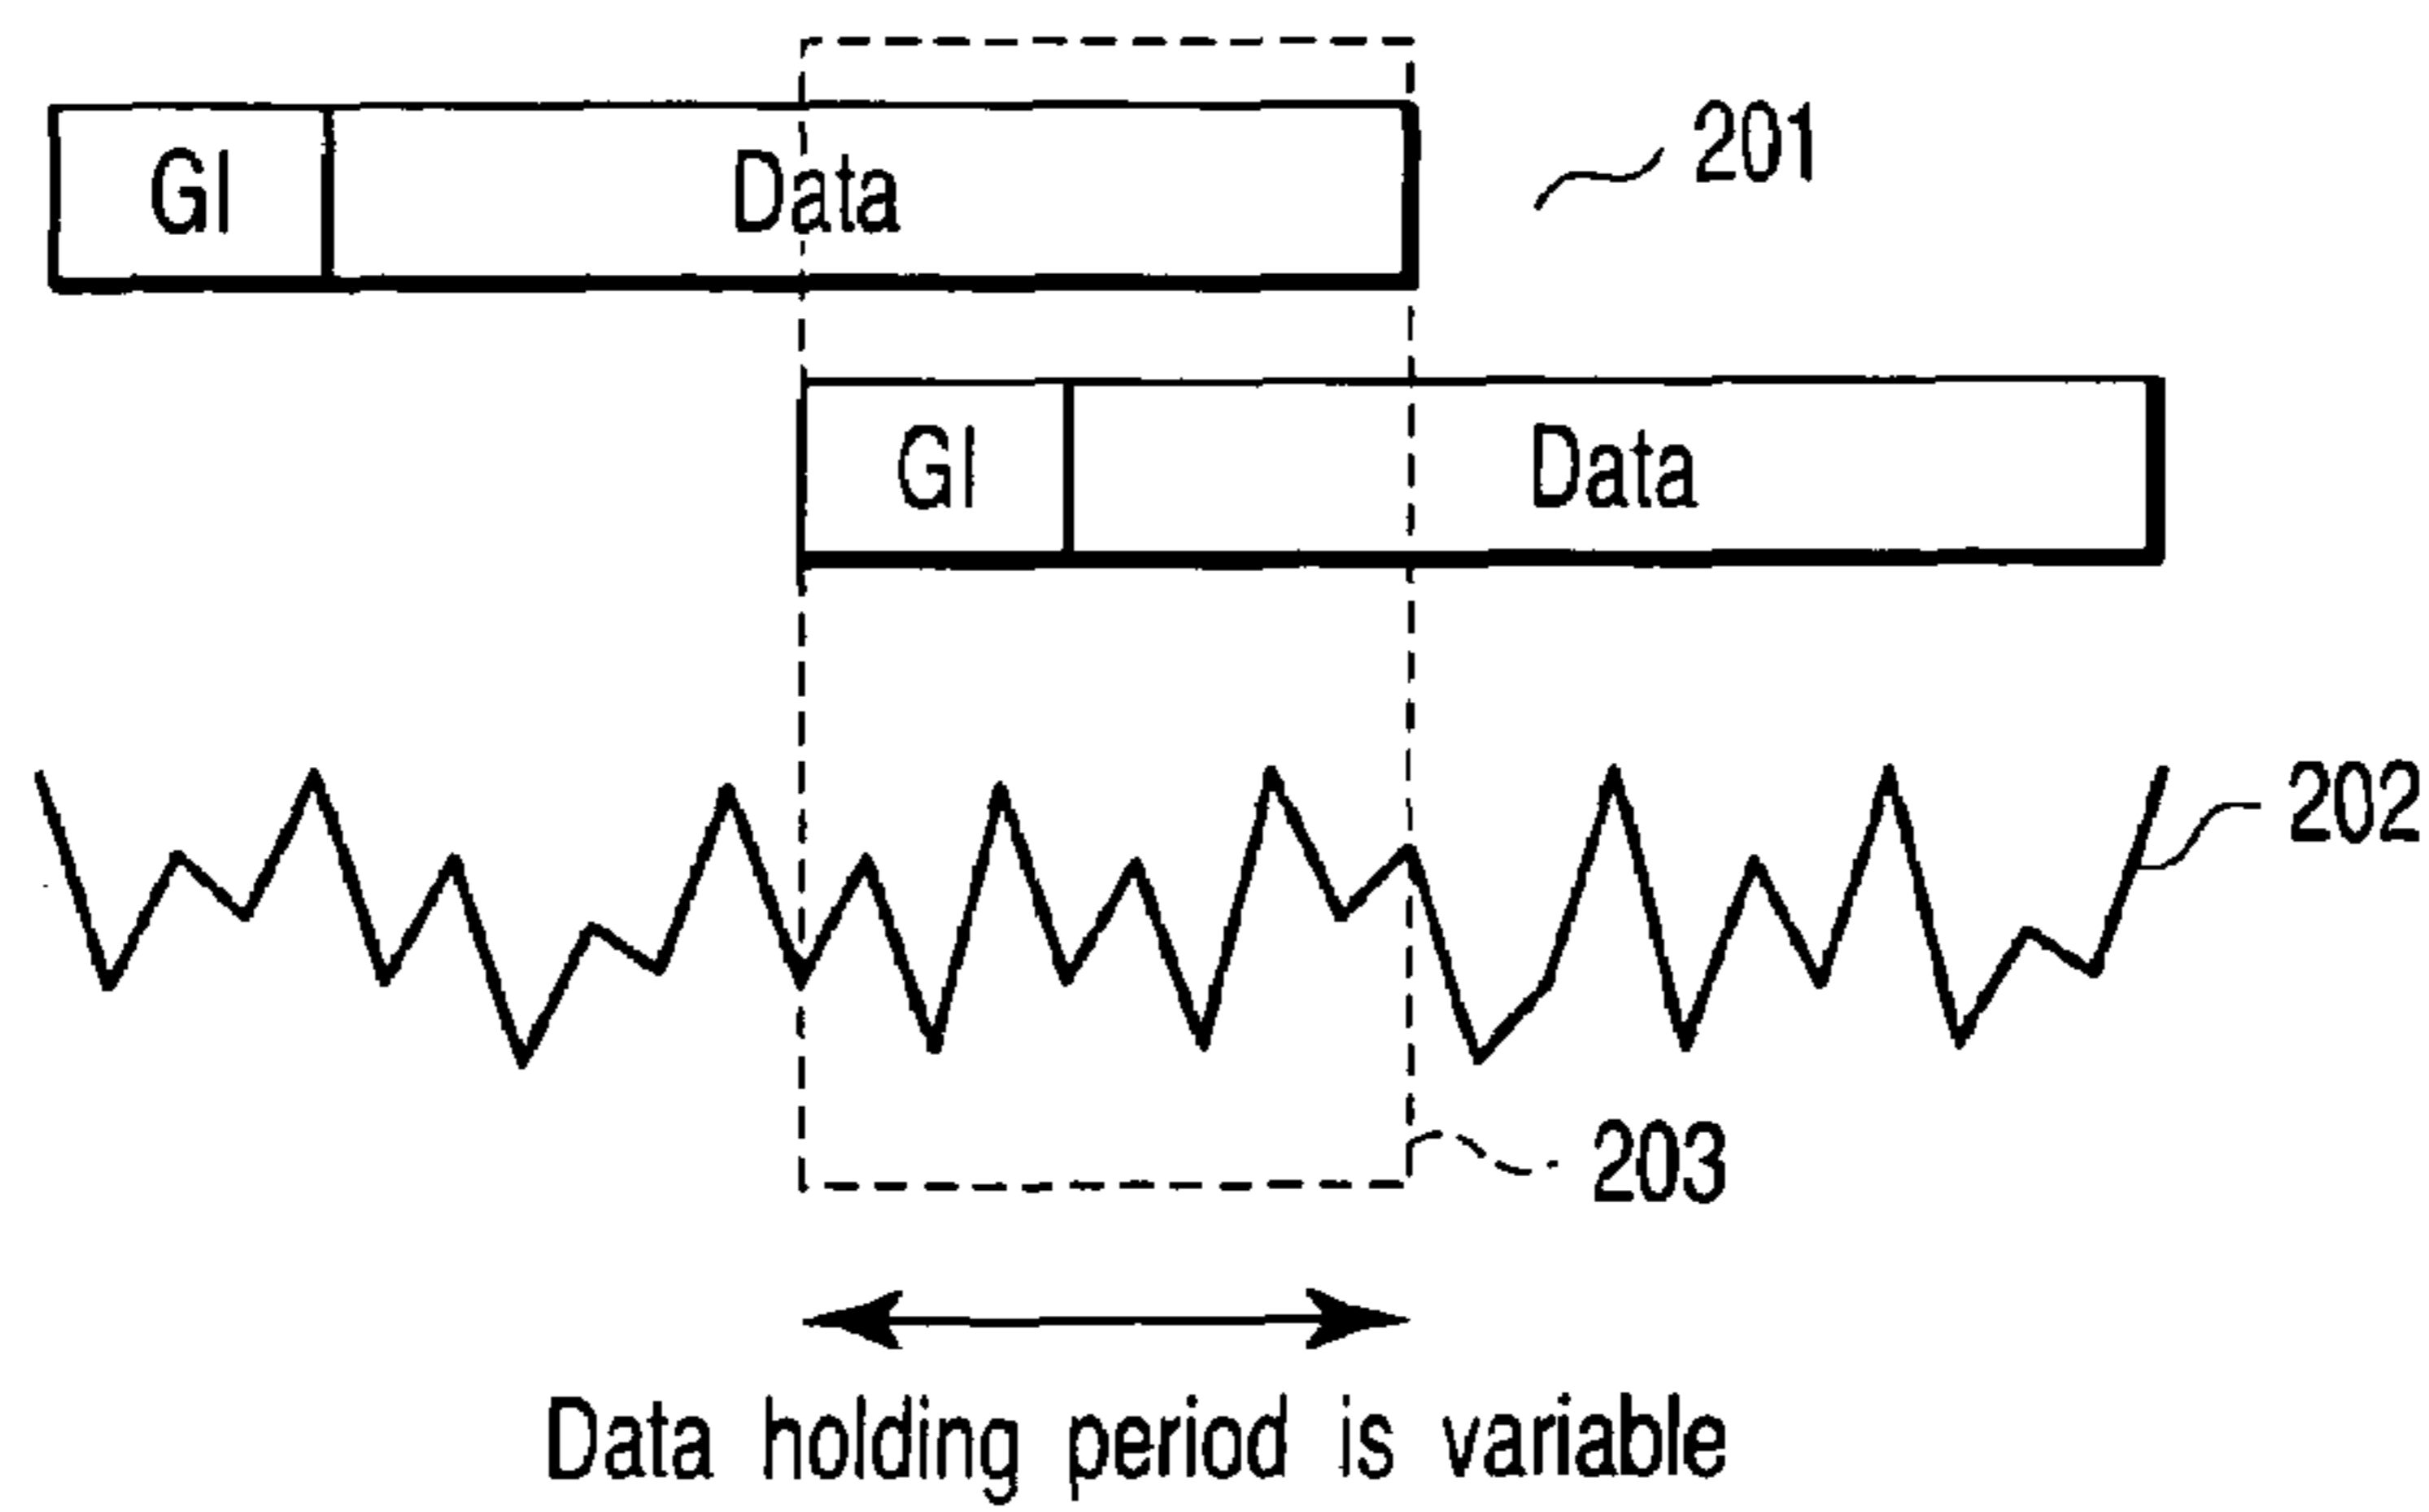 GI Data 201
GI Data
202
203
Data holding period is variable